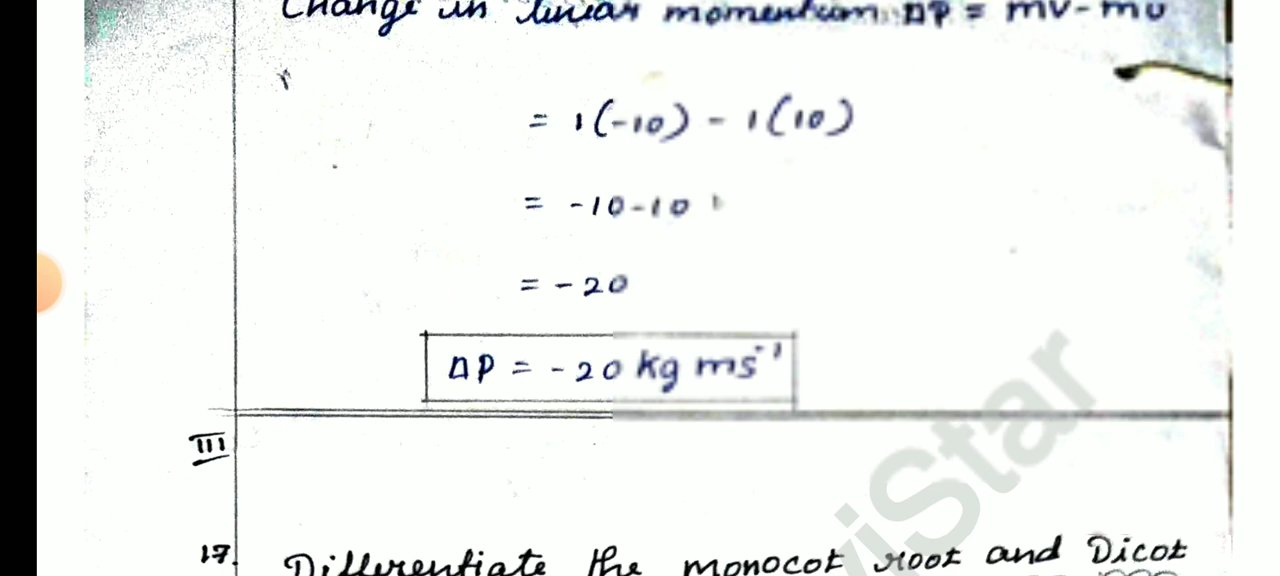 Change in linear momentum ΔP = mv - mu
= 1(-10) - 1(10)
= -10-10
= -20
ΔP = -20 kg ms⁻¹
III
17. Differentiate the monocot root and Dicot
viStar